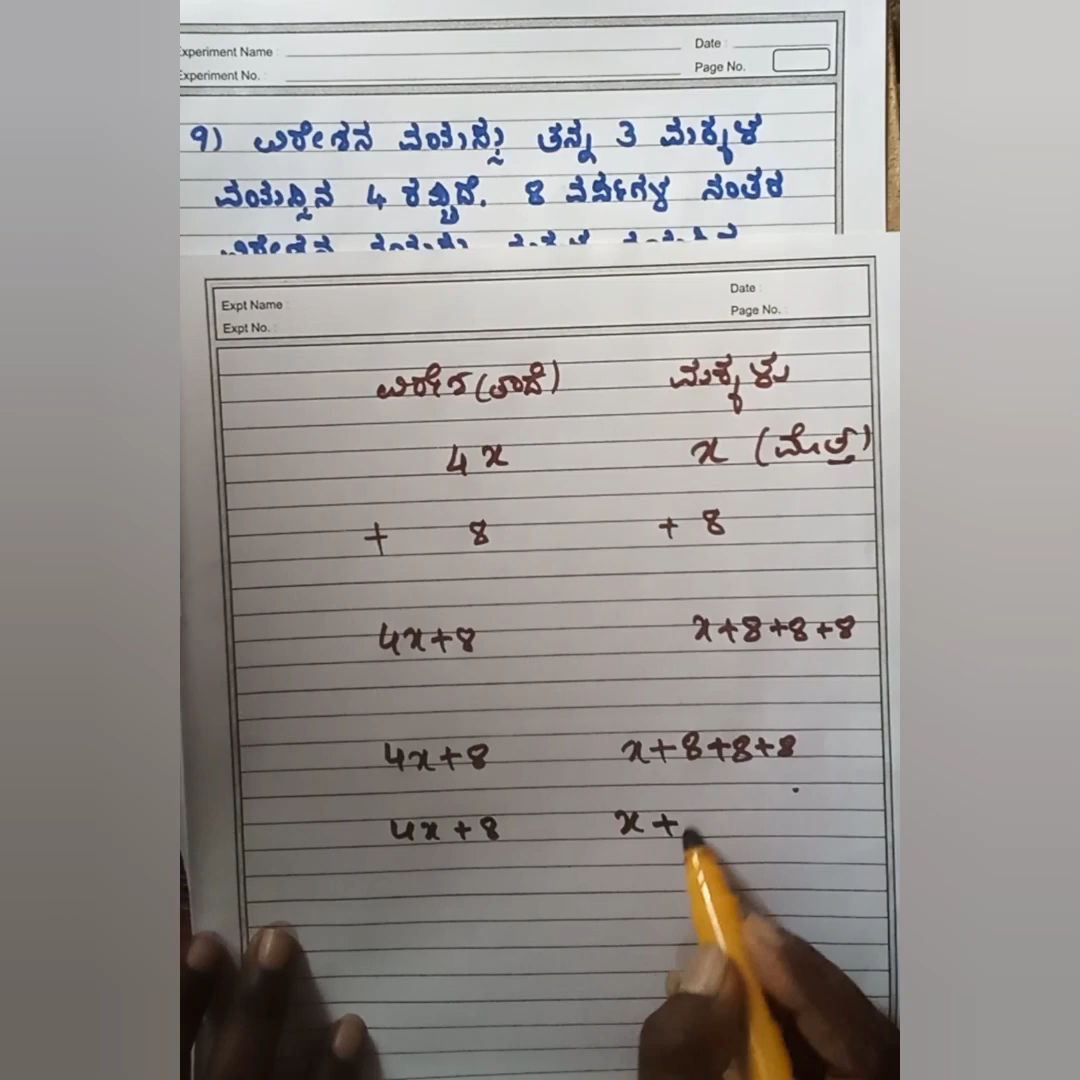 Experiment Name
Date :
Experiment No. :
Page No.
9) ವಿರೇಶನ ವಯಸ್ಸು ತನ್ನ 3 ಮಕ್ಕಳ
ವಯಸ್ಸಿನ 4 ರಷ್ಟಿದೆ. 8 ವರ್ಷಗಳ ನಂತರ
Expt Name :
Date :
Expt No. :
Page No. :
ವಿರೇಶ (ತಂದೆ) ಮಕ್ಕಳು
4x x (ಮೊತ್ತ)
+ 8 + 8
4x+8 x+8+8+8
4x+8 x+8+8+8
4x+8 x+